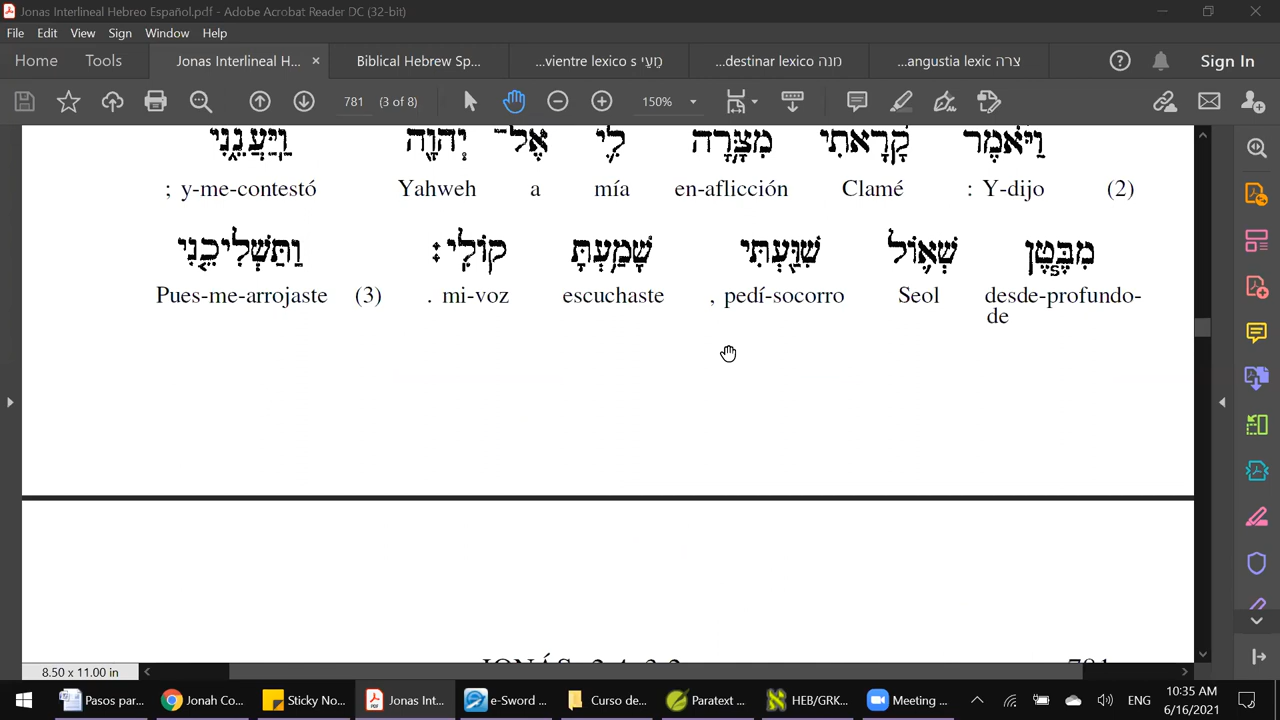 Jonas Interlineal Hebreo Español.pdf - Adobe Acrobat Reader DC (32-bit)
File Edit View Sign Window Help
Home Tools Jonas Interlineal H... × Biblical Hebrew Sp... ...vientre lexico s מְעֵי ...destinar lexico מנה ...angustia lexic צרה Sign In
781 (3 of 8) 150%
וַיֹּאמֶר קָרָאתִי מִצָּרָה לִי אֶל־ יְהוָה וַיַּעֲנֵנִי
(2) Y-dijo : Clamé en-aflicción mía a Yahweh y-me-contestó ;
מִבֶּטֶן שְׁאוֹל שִׁוַּעְתִּי שָׁמַעְתָּ קוֹלִי׃ וַתַּשְׁלִיכֵנִי
desde-profundo- Seol pedí-socorro , escuchaste mi-voz . (3) Pues-me-arrojaste
de
8.50 x 11.00 in
Pasos par... Jonah Co... Sticky No... Jonas Int... e-Sword ... Curso de... Paratext ... HEB/GRK... Meeting ... ENG 10:35 AM
6/16/2021